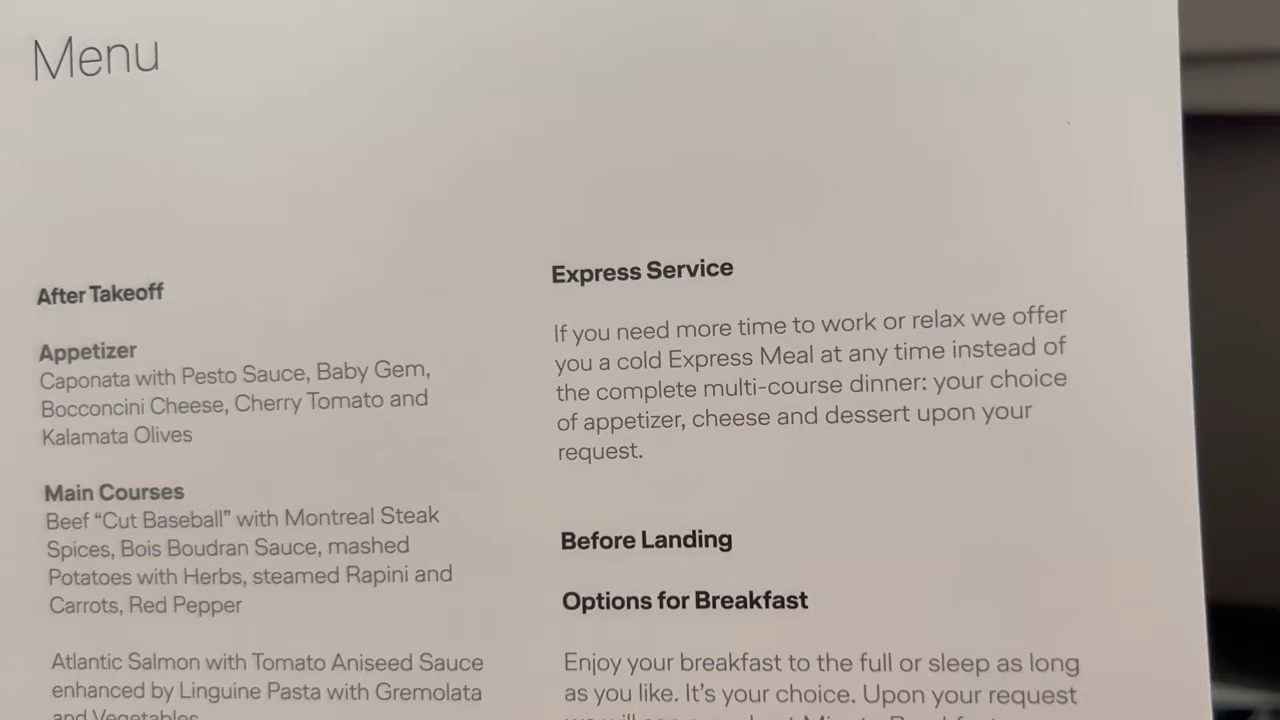 Menu
After Takeoff
Appetizer
Caponata with Pesto Sauce, Baby Gem,
Bocconcini Cheese, Cherry Tomato and
Kalamata Olives
Main Courses
Beef “Cut Baseball” with Montreal Steak
Spices, Bois Boudran Sauce, mashed
Potatoes with Herbs, steamed Rapini and
Carrots, Red Pepper
Atlantic Salmon with Tomato Aniseed Sauce
enhanced by Linguine Pasta with Gremolata
and Vegetables
Express Service
If you need more time to work or relax we offer
you a cold Express Meal at any time instead of
the complete multi-course dinner: your choice
of appetizer, cheese and dessert upon your
request.
Before Landing
Options for Breakfast
Enjoy your breakfast to the full or sleep as long
as you like. It’s your choice. Upon your request